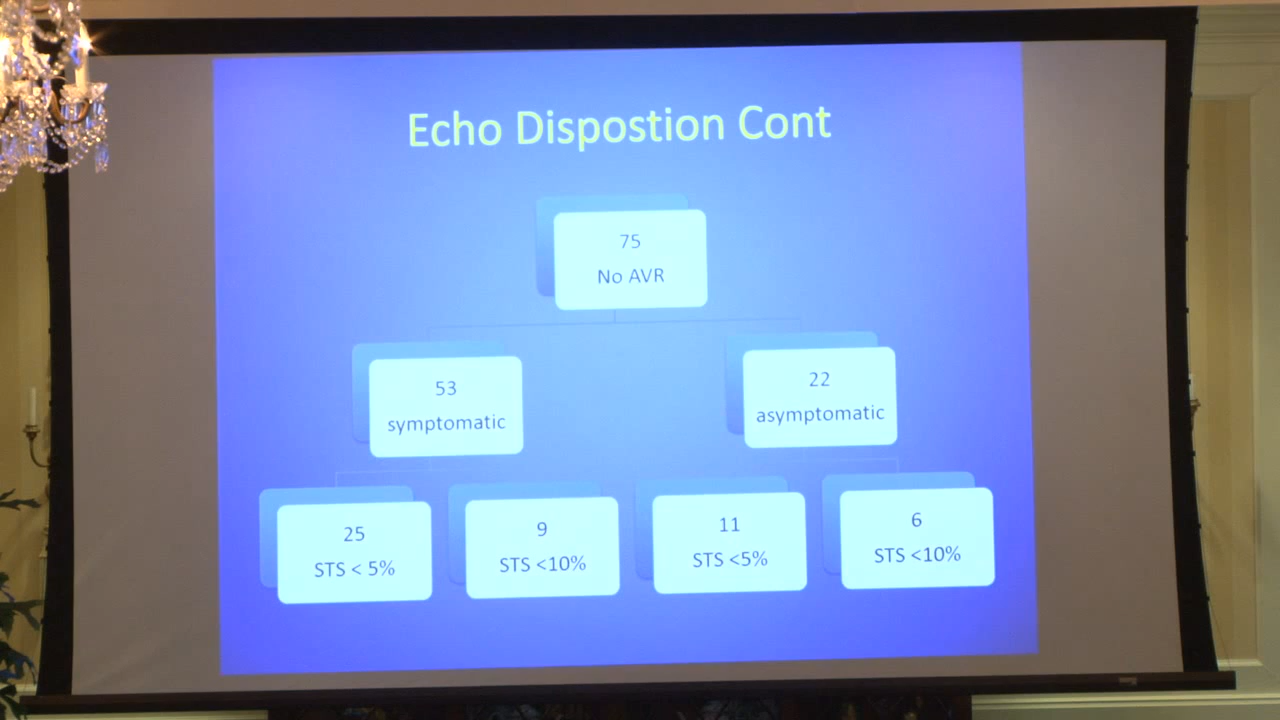 Echo Dispostion Cont
75
No AVR
53
symptomatic
22
asymptomatic
25
STS < 5%
9
STS <10%
11
STS <5%
6
STS <10%